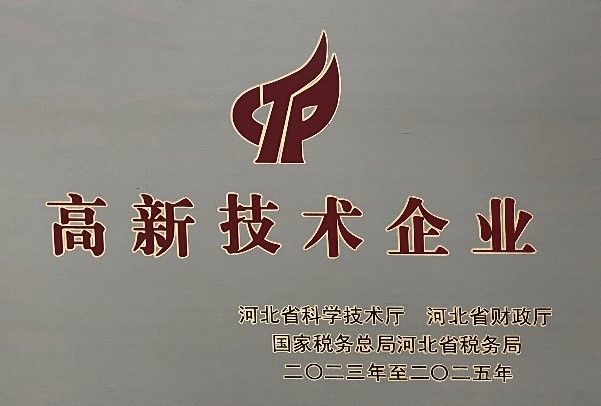 CTP
高新技术企业
河北省科学技术厅 河北省财政厅
国家税务总局河北省税务局
二〇二三年至二〇二五年